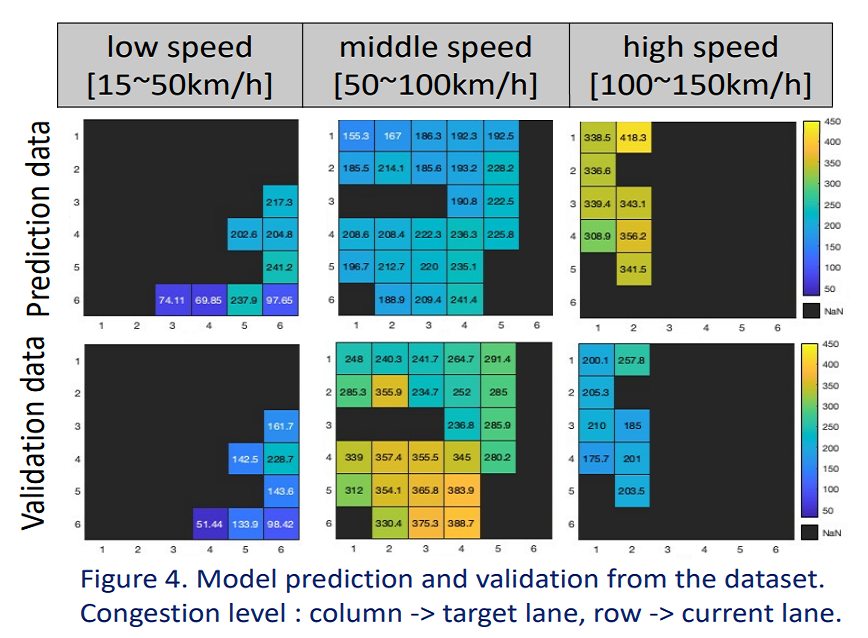 low speed
[15~50km/h]
middle speed
[50~100km/h]
high speed
[100~150km/h]
Prediction data
1
2
3 217.3
4 202.6 204.8
5 241.2
6 74.11 69.85 237.9 97.65
1 2 3 4 5 6
1 155.3 167 186.3 192.3 192.5
2 185.5 214.1 185.6 193.2 228.2
3 190.8 222.5
4 208.6 208.4 222.3 236.3 225.8
5 196.7 212.7 220 235.1
6 188.9 209.4 241.4
1 2 3 4 5 6
1 338.5 418.3
2 336.6
3 339.4 343.1
4 308.9 356.2
5 341.5
6
1 2 3 4 5 6
450
400
350
300
250
200
150
100
50
NaN
Validation data
1
2
3 161.7
4 142.5 228.7
5 143.6
6 51.44 133.9 98.42
1 2 3 4 5 6
1 248 240.3 241.7 264.7 291.4
2 285.3 355.9 234.7 252 285
3 236.8 285.9
4 339 357.4 355.5 345 280.2
5 312 354.1 365.8 383.9
6 330.4 375.3 388.7
1 2 3 4 5 6
1 200.1 257.8
2 205.3
3 210 185
4 175.7 201
5 203.5
6
1 2 3 4 5 6
450
400
350
300
250
200
150
100
50
NaN
Figure 4. Model prediction and validation from the dataset.
Congestion level : column -> target lane, row -> current lane.